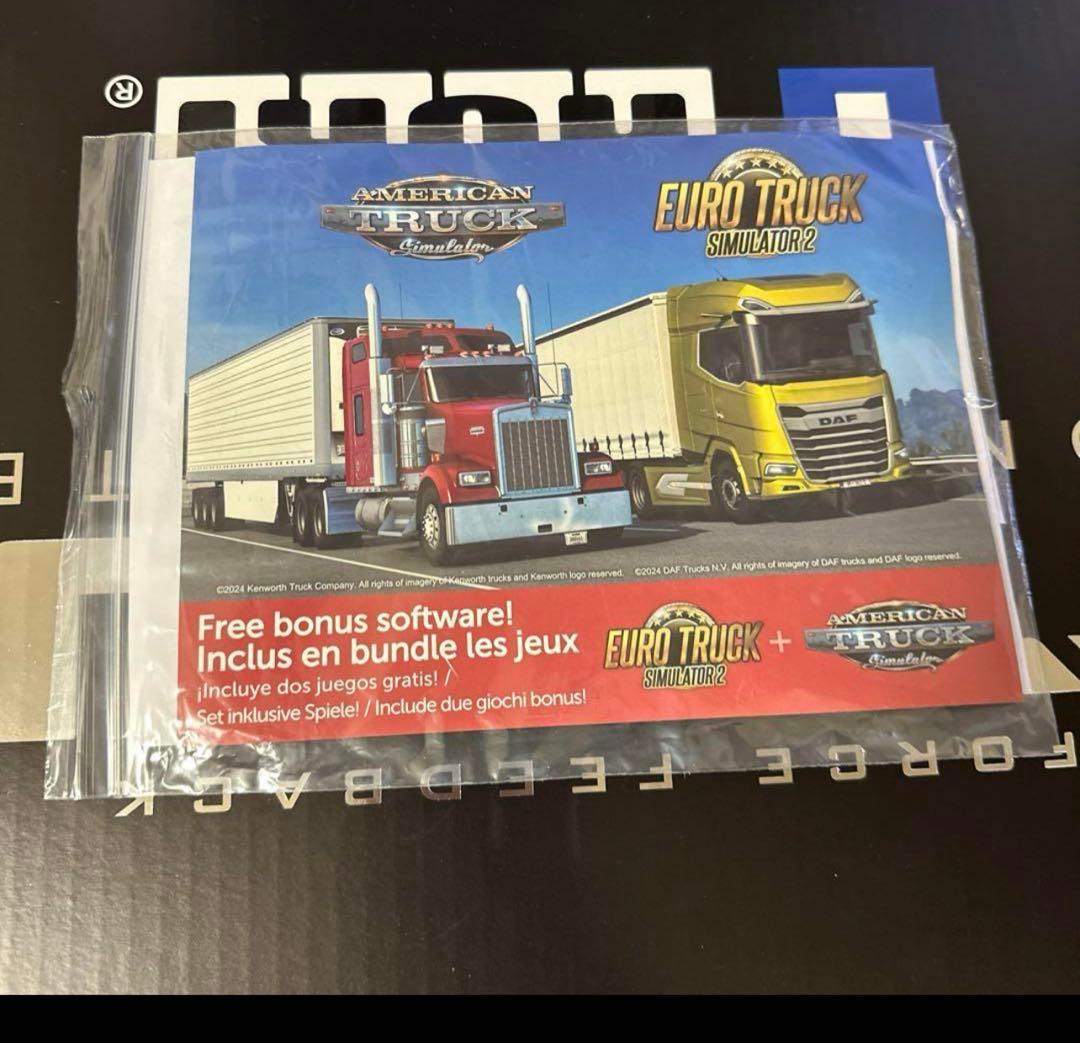 ®
AMERICAN
TRUCK
Simulator
EURO TRUCK
SIMULATOR 2
DAF
©2024 Kenworth Truck Company. All rights of imagery of Kenworth trucks and Kenworth logo reserved.
©2024 DAF Trucks N.V. All rights of imagery of DAF trucks and DAF logo reserved.
Free bonus software!
Inclus en bundle les jeux
¡Incluye dos juegos gratis! /
Set inklusive Spiele! / Include due giochi bonus!
EURO TRUCK
SIMULATOR 2
+
AMERICAN
TRUCK
Simulator
FORCE FEEDBACK